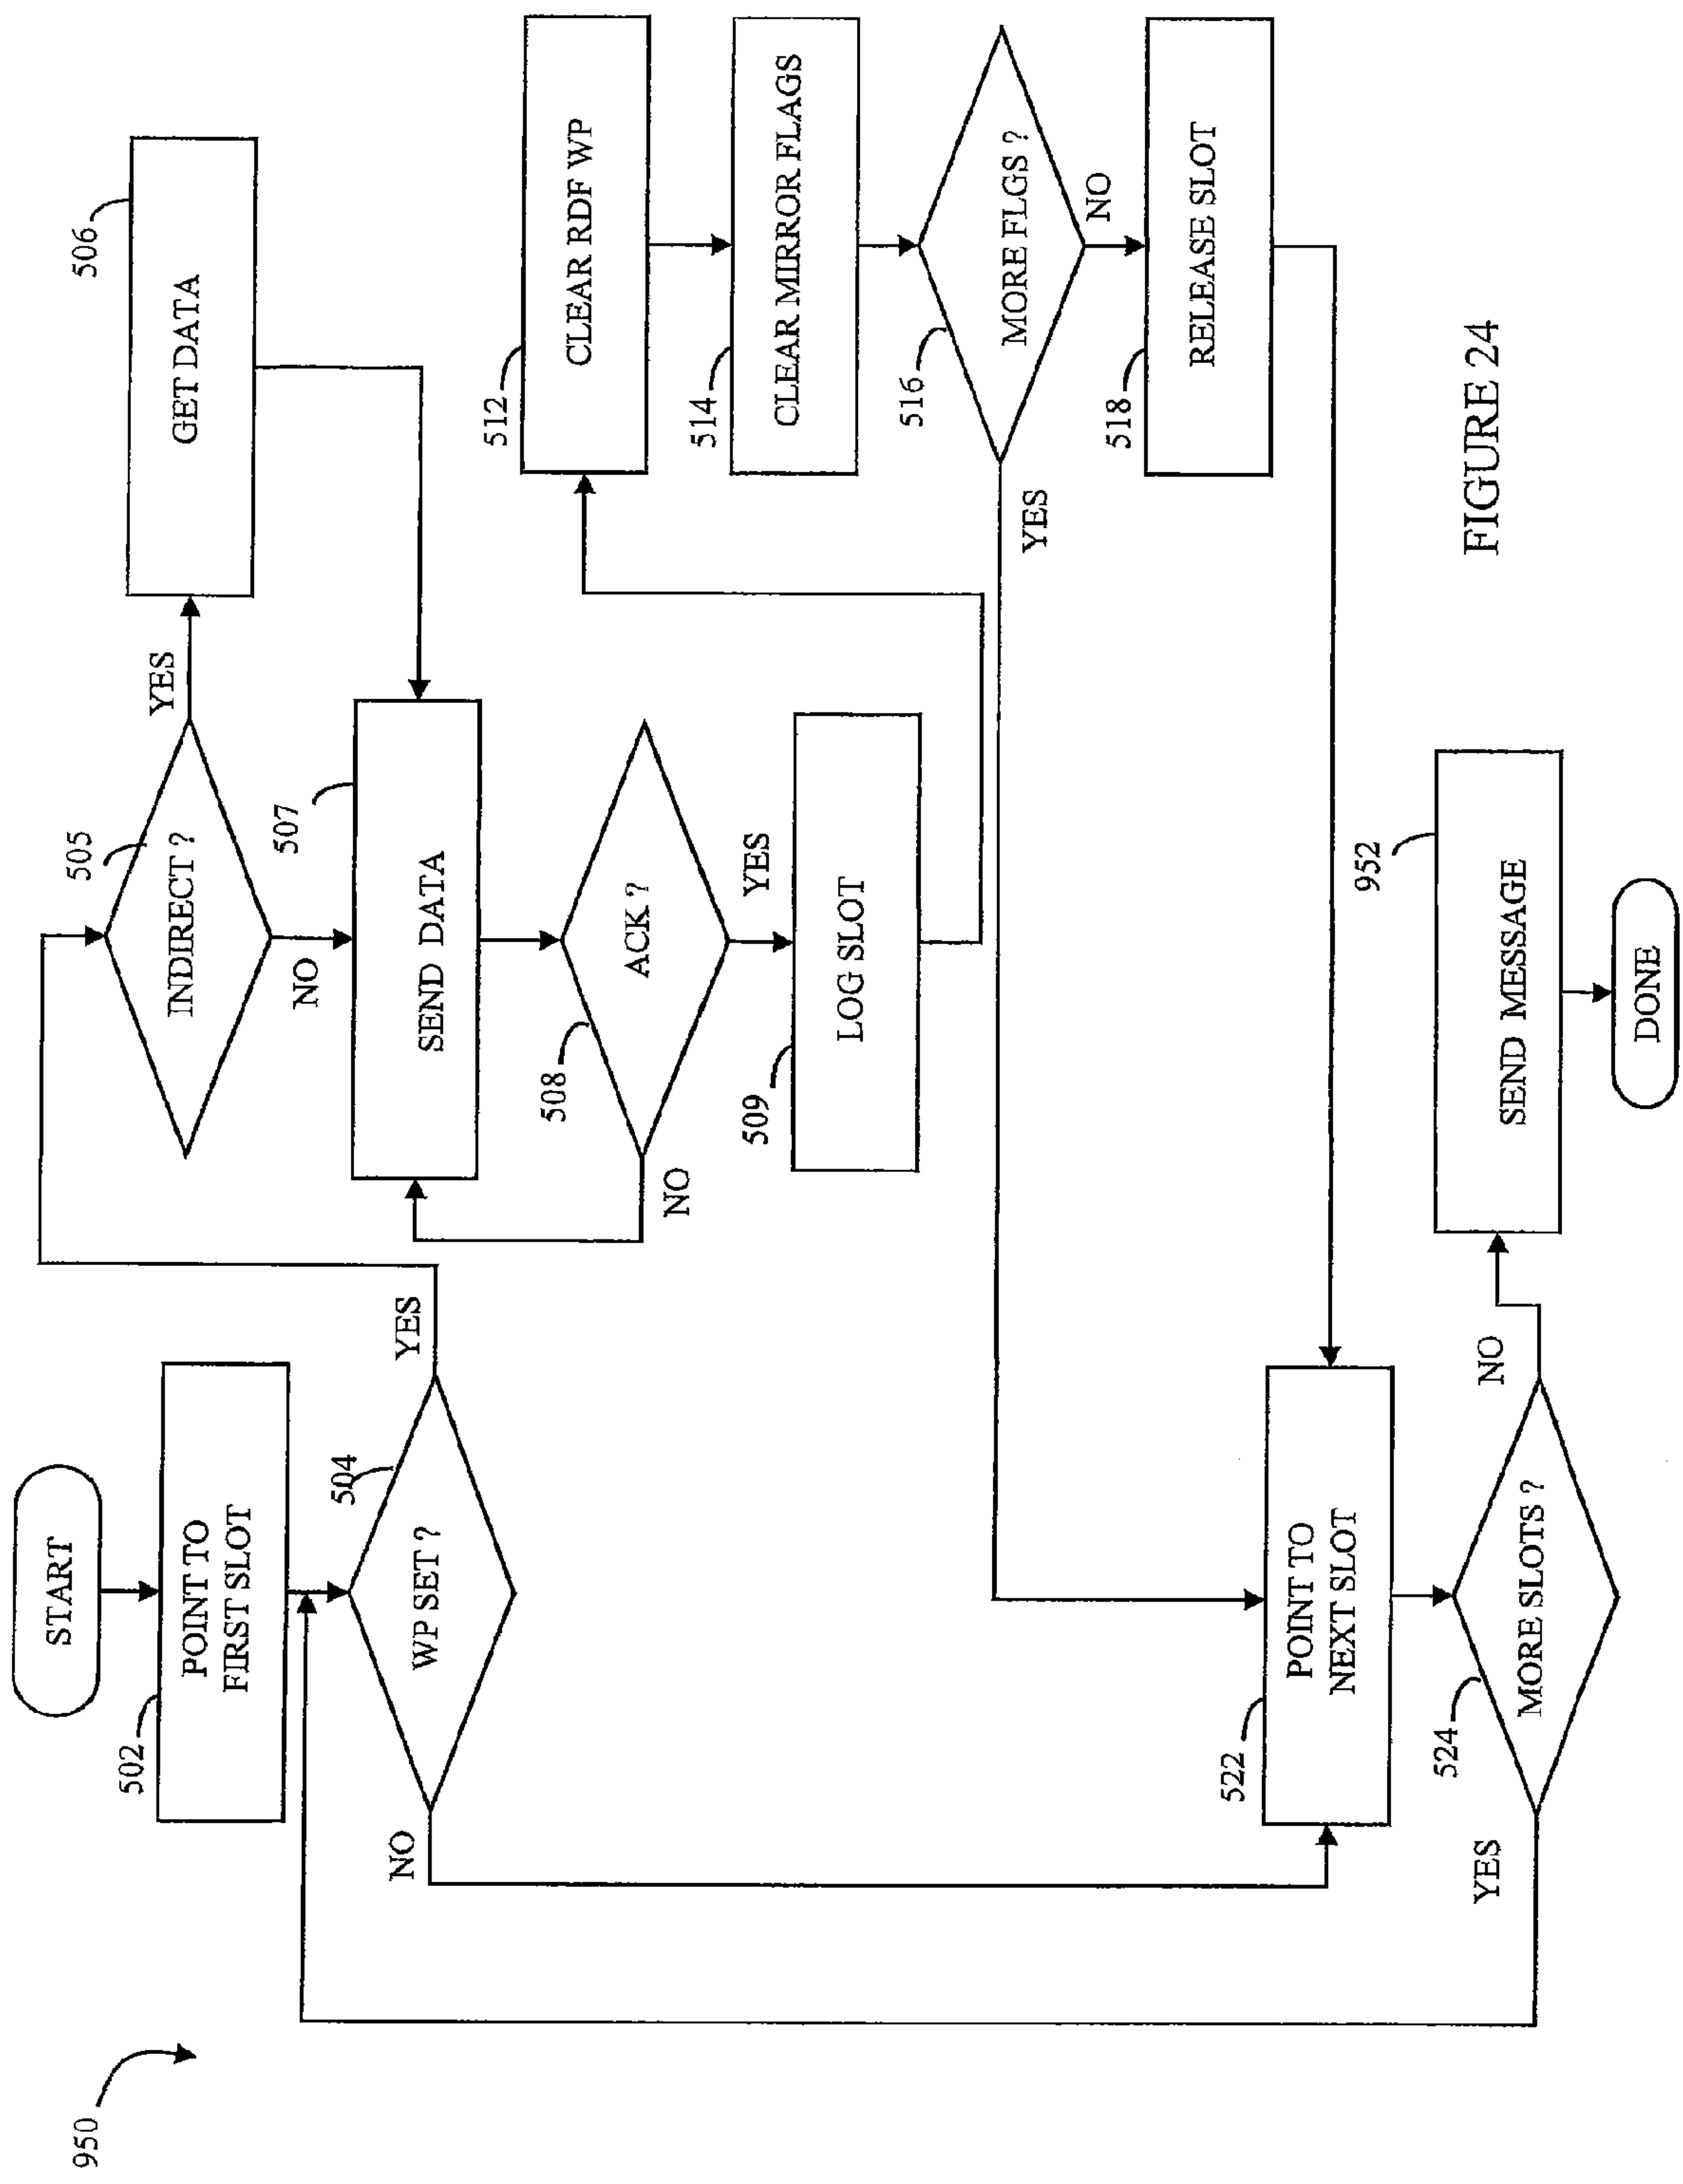 950
START
502
POINT TO
FIRST SLOT
504
WP SET ?
YES
NO
505
INDIRECT ?
YES
NO
506
GET DATA
507
SEND DATA
508
ACK ?
NO
YES
509
LOG SLOT
512
CLEAR RDF WP
514
CLEAR MIRROR FLAGS
516
MORE FLGS ?
YES
NO
518
RELEASE SLOT
522
POINT TO
NEXT SLOT
524
MORE SLOTS ?
YES
NO
952
SEND MESSAGE
DONE
FIGURE 24